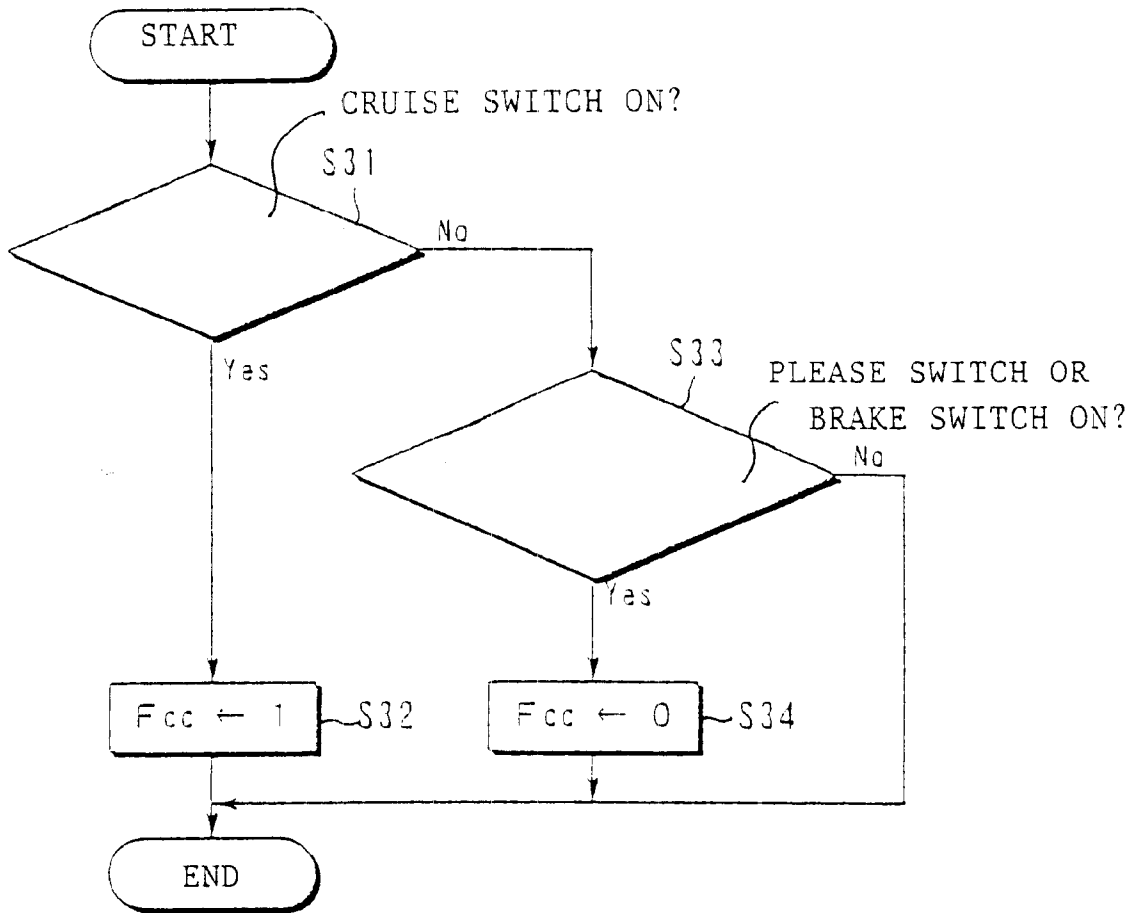 START
CRUISE SWITCH ON?
S31
No
Yes
S33
PLEASE SWITCH OR
BRAKE SWITCH ON?
No
Yes
Fcc ← 1
S32
Fcc ← 0
S34
END